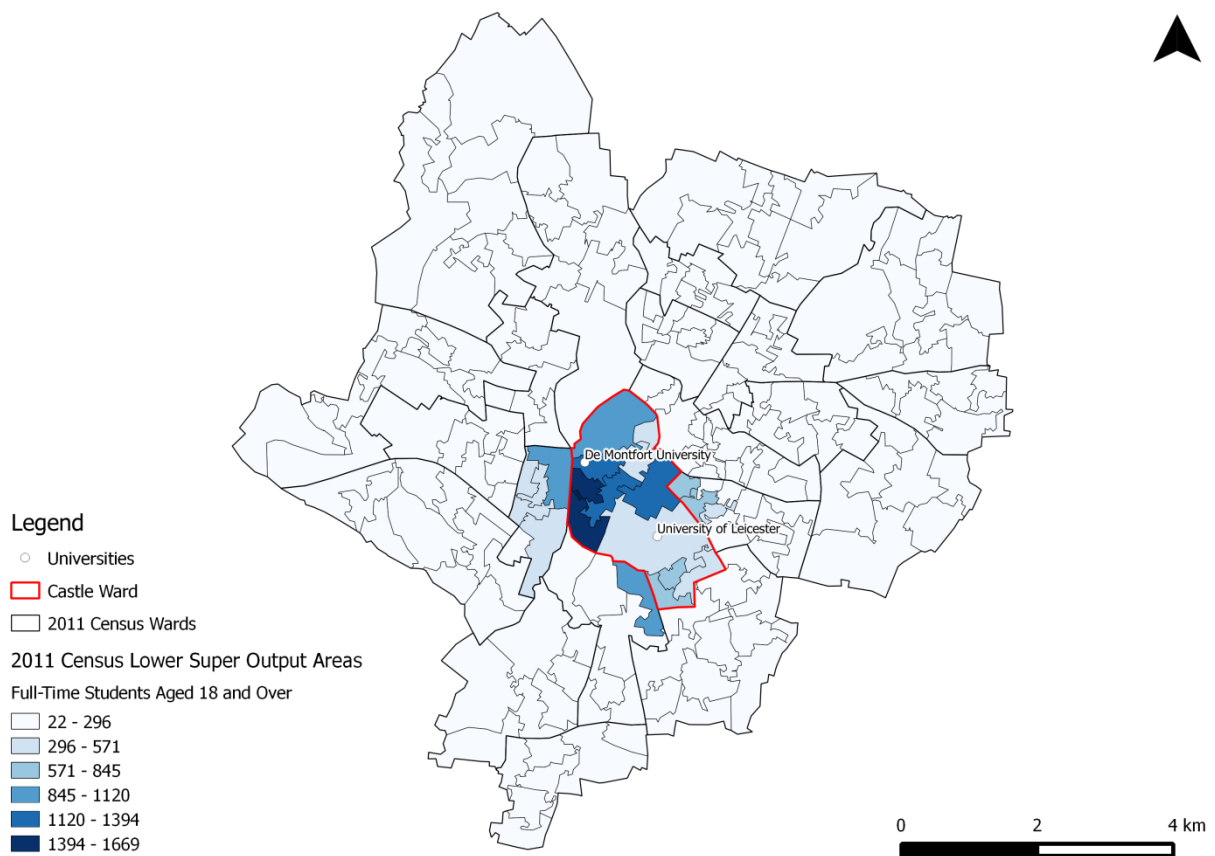 De Montfort University
University of Leicester
Legend
Universities
Castle Ward
2011 Census Wards
2011 Census Lower Super Output Areas
Full-Time Students Aged 18 and Over
22 - 296
296 - 571
571 - 845
845 - 1120
1120 - 1394
1394 - 1669
0 2 4 km